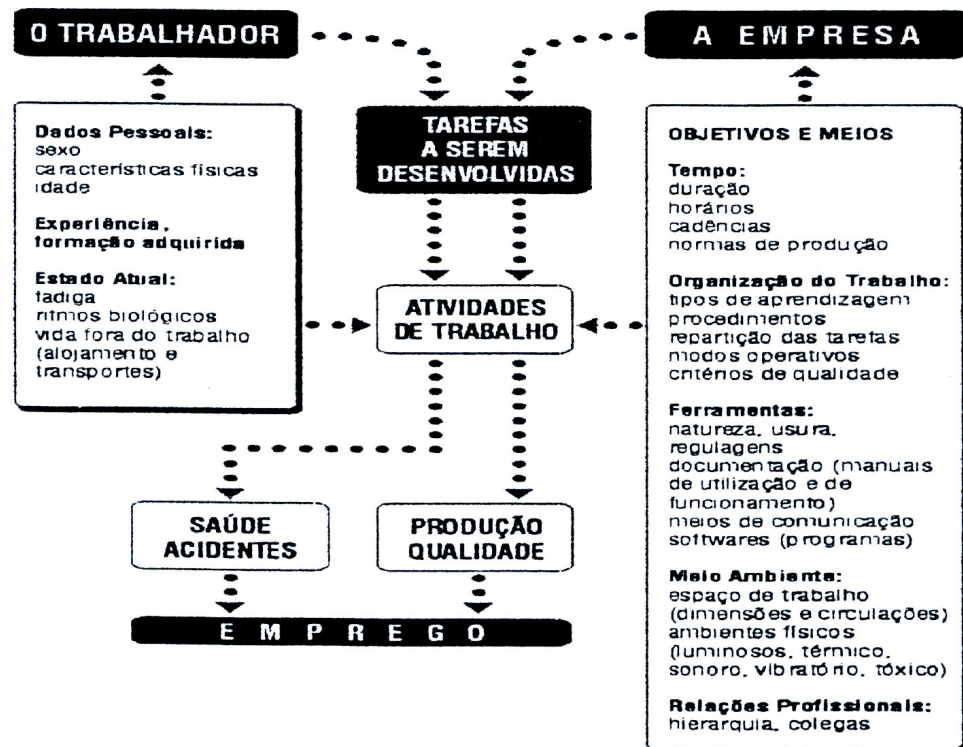 O TRABALHADOR
A EMPRESA
TAREFAS
A SEREM
DESENVOLVIDAS
Dados Pessoais:
sexo
características físicas
idade
Experiência,
formação adquirida
Estado Atual:
fadiga
ritmos biológicos
vida fora do trabalho
(alojamento e
transportes)
ATIVIDADES
DE TRABALHO
OBJETIVOS E MEIOS
Tempo:
duração
horários
cadências
normas de produção
Organização do Trabalho:
tipos de aprendizagem
procedimentos
repartição das tarefas
modos operativos
critérios de qualidade
Ferramentas:
natureza, usura,
regulagens
documentação (manuais
de utilização e de
funcionamento)
meios de comunicação
softwares (programas)
Meio Ambiente:
espaço de trabalho
(dimensões e circulações)
ambientes físicos
(luminosos, térmico,
sonoro, vibratório, tóxico)
Relações Profissionais:
hierarquia, colegas
SAÚDE
ACIDENTES
PRODUÇÃO
QUALIDADE
EMPREGO